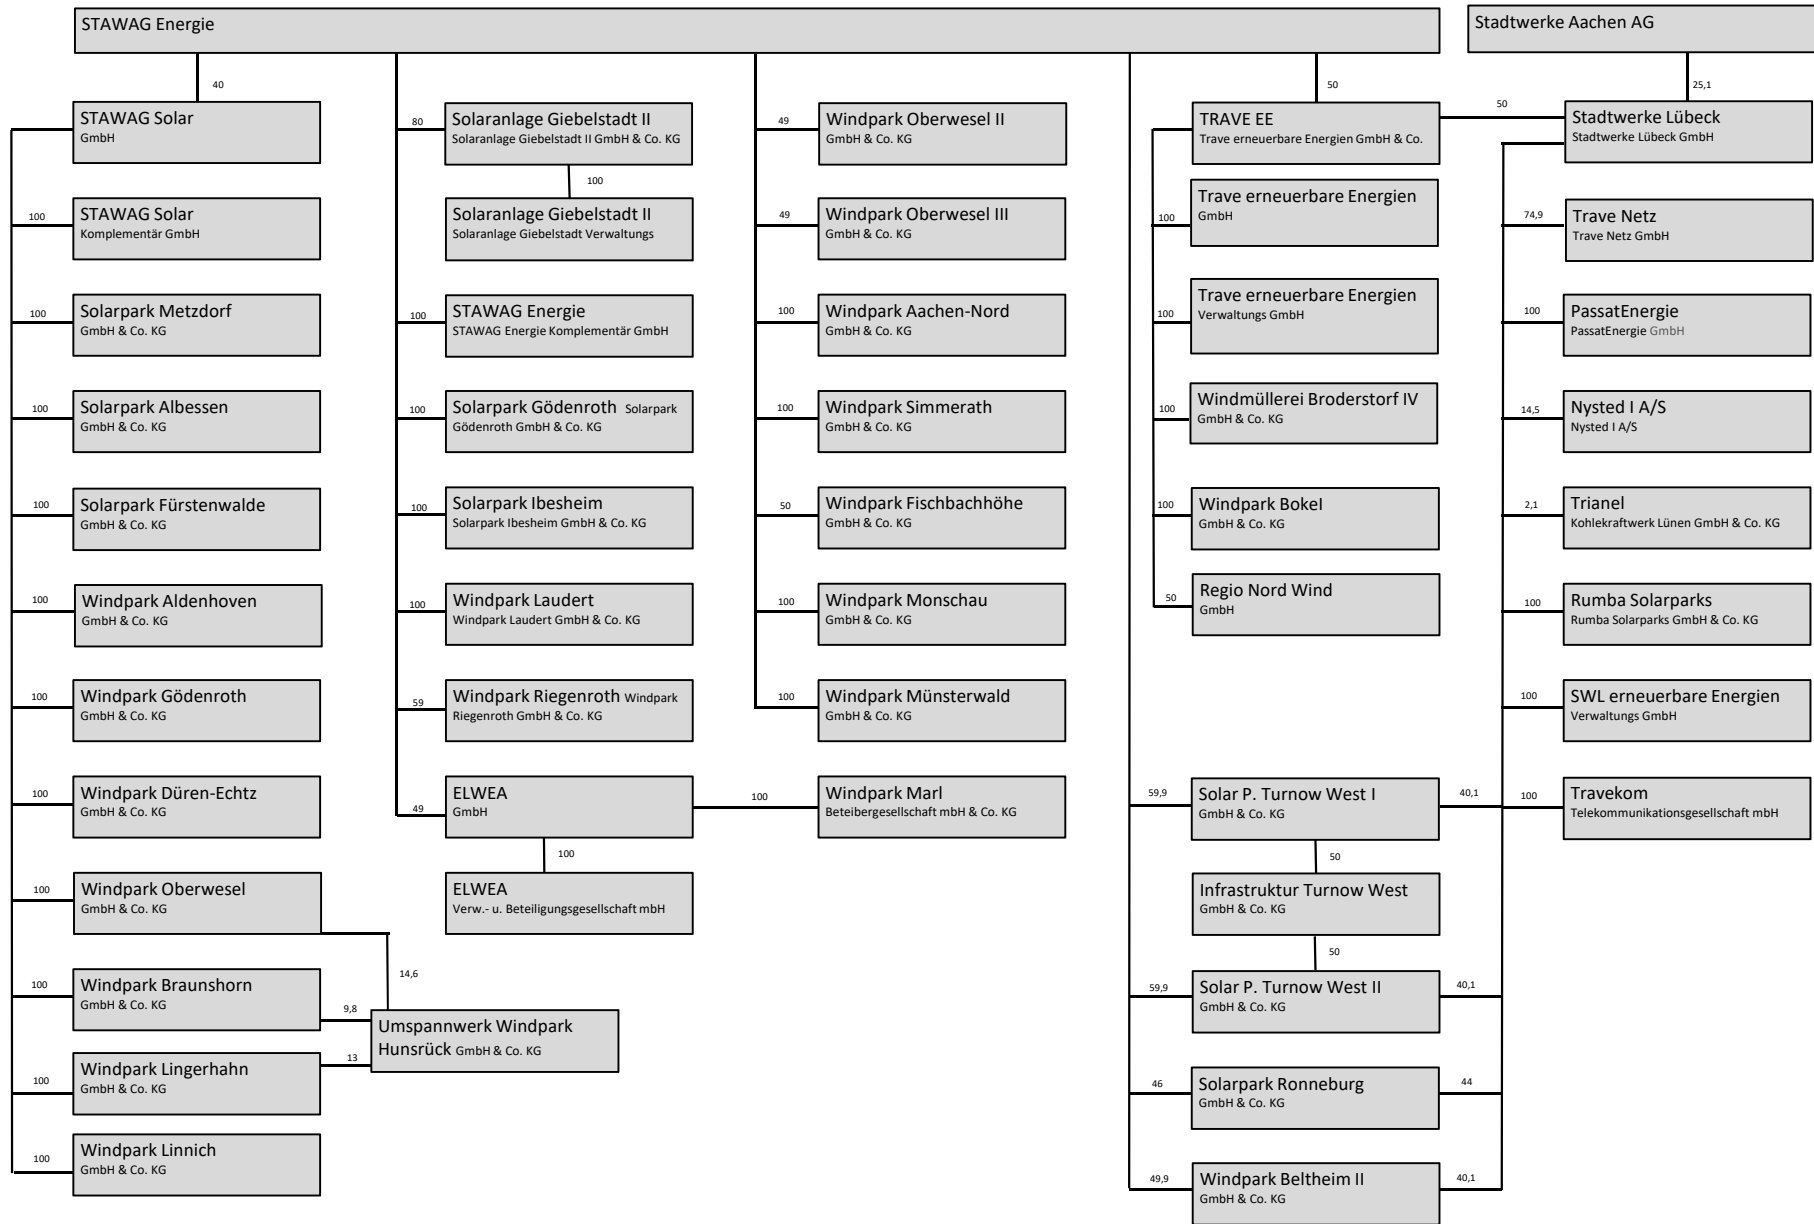 STAWAG Energie
Stadtwerke Aachen AG
40
50
25,1
STAWAG Solar
GmbH
100
STAWAG Solar
Komplementär GmbH
100
Solarpark Metzdorf
GmbH & Co. KG
100
Solarpark Albessen
GmbH & Co. KG
100
Solarpark Fürstenwalde
GmbH & Co. KG
100
Windpark Aldenhoven
GmbH & Co. KG
100
Windpark Gödenroth
GmbH & Co. KG
100
Windpark Düren-Echtz
GmbH & Co. KG
100
Windpark Oberwesel
GmbH & Co. KG
14,6
100
Windpark Braunshorn
GmbH & Co. KG
9,8
100
Windpark Lingerhahn
GmbH & Co. KG
13
Umspannwerk Windpark
Hunsrück GmbH & Co. KG
100
Windpark Linnich
GmbH & Co. KG
80
Solaranlage Giebelstadt II
Solaranlage Giebelstadt II GmbH & Co. KG
100
Solaranlage Giebelstadt II
Solaranlage Giebelstadt Verwaltungs
100
STAWAG Energie
STAWAG Energie Komplementär GmbH
100
Solarpark Gödenroth Solarpark
Gödenroth GmbH & Co. KG
100
Solarpark Ibesheim
Solarpark Ibesheim GmbH & Co. KG
100
Windpark Laudert
Windpark Laudert GmbH & Co. KG
59
Windpark Riegenroth Windpark
Riegenroth GmbH & Co. KG
49
ELWEA
GmbH
100
ELWEA
Verw.- u. Beteiligungsgesellschaft mbH
49
Windpark Oberwesel II
GmbH & Co. KG
49
Windpark Oberwesel III
GmbH & Co. KG
100
Windpark Aachen-Nord
GmbH & Co. KG
100
Windpark Simmerath
GmbH & Co. KG
50
Windpark Fischbachhöhe
GmbH & Co. KG
100
Windpark Monschau
GmbH & Co. KG
100
Windpark Münsterwald
GmbH & Co. KG
100
Windpark Marl
Beteibergesellschaft mbH & Co. KG
TRAVE EE
Trave erneuerbare Energien GmbH & Co.
50
100
Trave erneuerbare Energien
GmbH
100
Trave erneuerbare Energien
Verwaltungs GmbH
100
Windmüllerei Broderstorf IV
GmbH & Co. KG
100
Windpark Bokel
GmbH & Co. KG
50
Regio Nord Wind
GmbH
59,9
Solar P. Turnow West I
GmbH & Co. KG
40,1
50
Infrastruktur Turnow West
GmbH & Co. KG
50
59,9
Solar P. Turnow West II
GmbH & Co. KG
40,1
46
Solarpark Ronneburg
GmbH & Co. KG
44
49,9
Windpark Beltheim II
GmbH & Co. KG
40,1
Stadtwerke Lübeck
Stadtwerke Lübeck GmbH
74,9
Trave Netz
Trave Netz GmbH
100
PassatEnergie
PassatEnergie GmbH
14,5
Nysted I A/S
Nysted I A/S
2,1
Trianel
Kohlekraftwerk Lünen GmbH & Co. KG
100
Rumba Solarparks
Rumba Solarparks GmbH & Co. KG
100
SWL erneuerbare Energien
Verwaltungs GmbH
100
Travekom
Telekommunikationsgesellschaft mbH